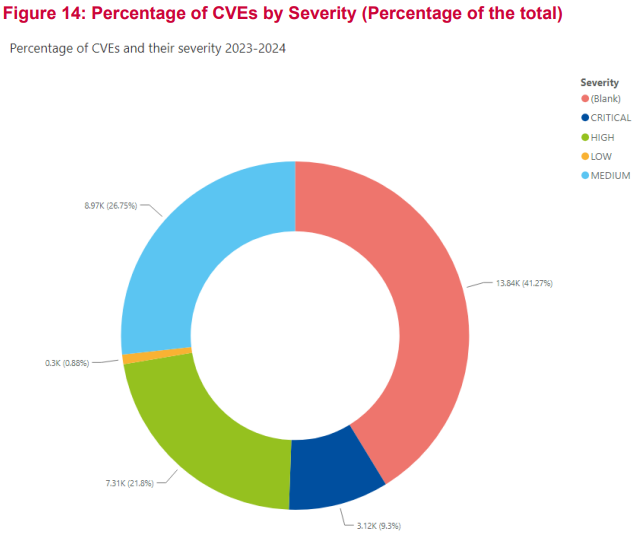 Figure 14: Percentage of CVEs by Severity (Percentage of the total)
Percentage of CVEs and their severity 2023-2024
Severity
(Blank)
CRITICAL
HIGH
LOW
MEDIUM
8.97K (26.75%)
13.84K (41.27%)
0.3K (0.88%)
7.31K (21.8%)
3.12K (9.3%)